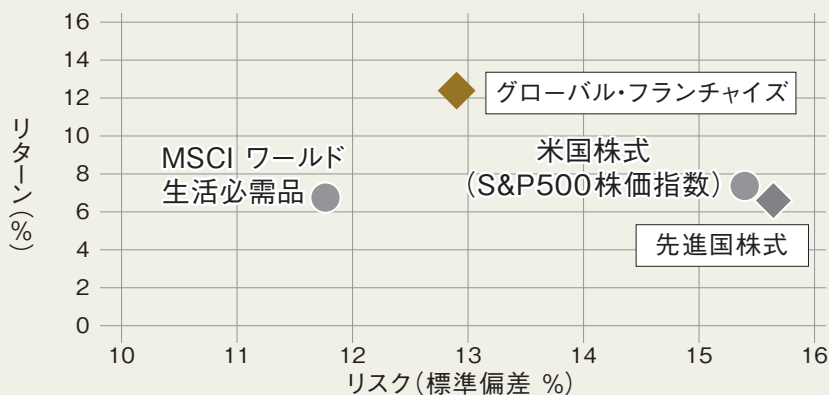 リターン(%)
16
14
12
10
8
6
4
2
0
グローバル・フランチャイズ
MSCI ワールド
生活必需品
米国株式
(S&P500株価指数)
先進国株式
10 11 12 13 14 15 16
リスク(標準偏差 %)